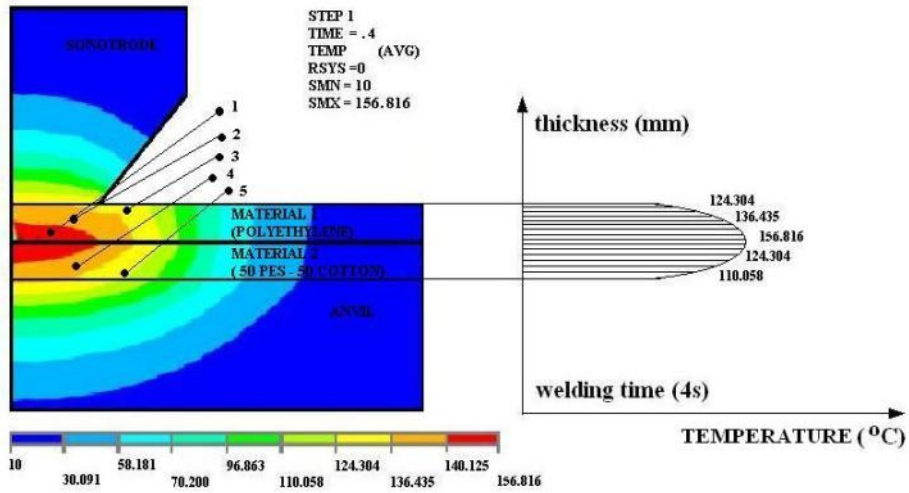 SONOTRODE
STEP 1
TIME = .4
TEMP (AVG)
RSYS =0
SMN = 10
SMX = 156.816
1
2
3
4
5
MATERIAL 1
(POLYETHYLENE)
MATERIAL 2
( 50 PES - 50 COTTON)
ANVIL
thickness (mm)
124.304
136.435
156.816
124.304
110.058
welding time (4s)
TEMPERATURE (°C)
10
30.091
58.181
70.200
96.863
110.058
124.304
136.435
140.125
156.816